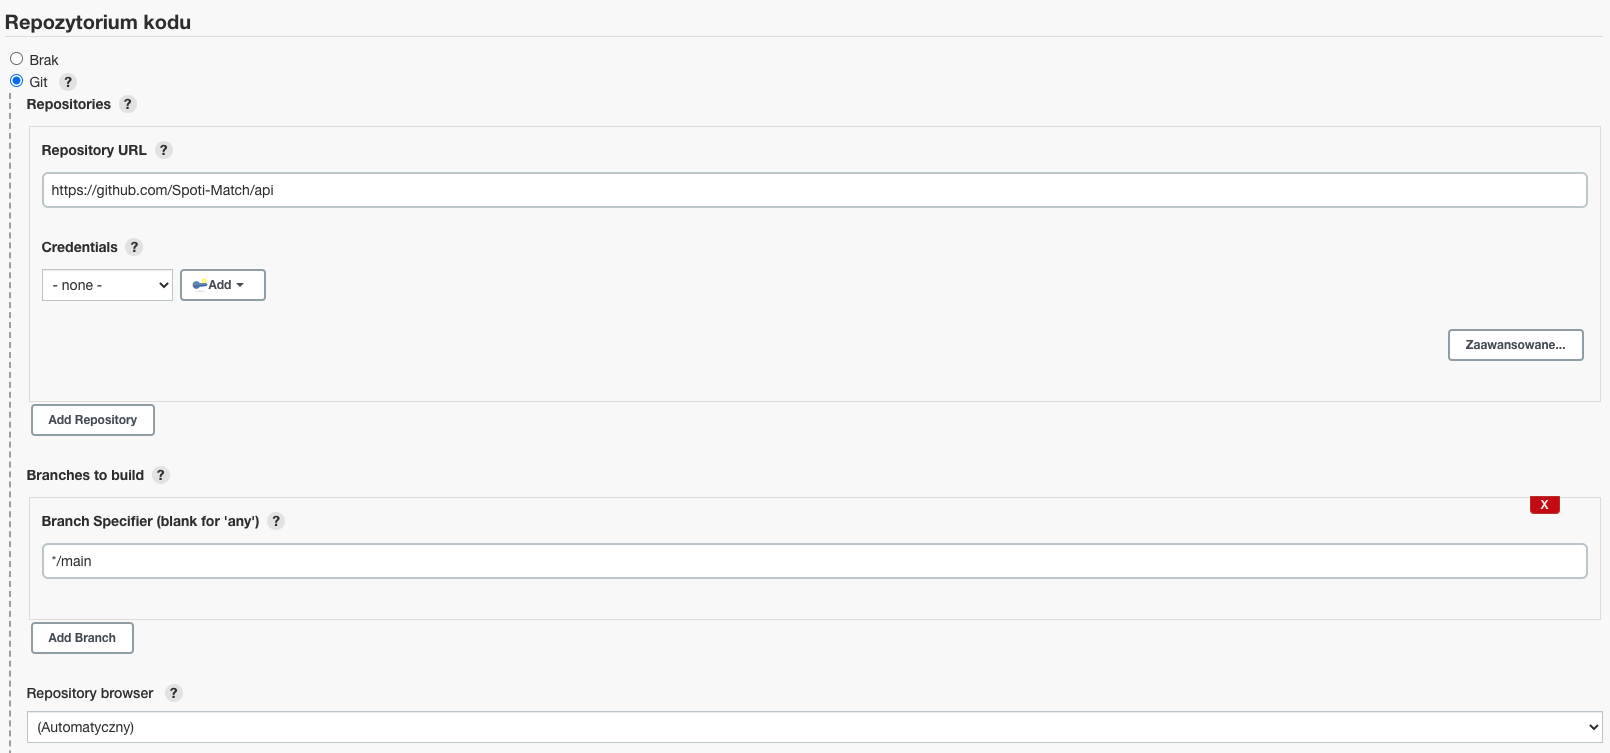 Repozytorium kodu
Brak
Git ?
Repositories ?
Repository URL ?
https://github.com/Spoti-Match/api
Credentials ?
- none - Add
Zaawansowane...
Add Repository
Branches to build ?
X
Branch Specifier (blank for 'any') ?
*/main
Add Branch
Repository browser ?
(Automatyczny)